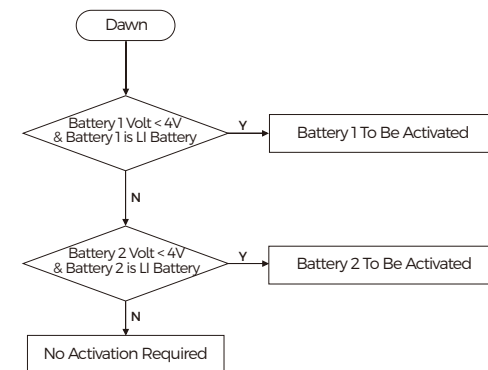 Dawn
Battery 1 Volt < 4V
& Battery 1 is LI Battery
Y
Battery 1 To Be Activated
N
Battery 2 Volt < 4V
& Battery 2 is LI Battery
Y
Battery 2 To Be Activated
N
No Activation Required